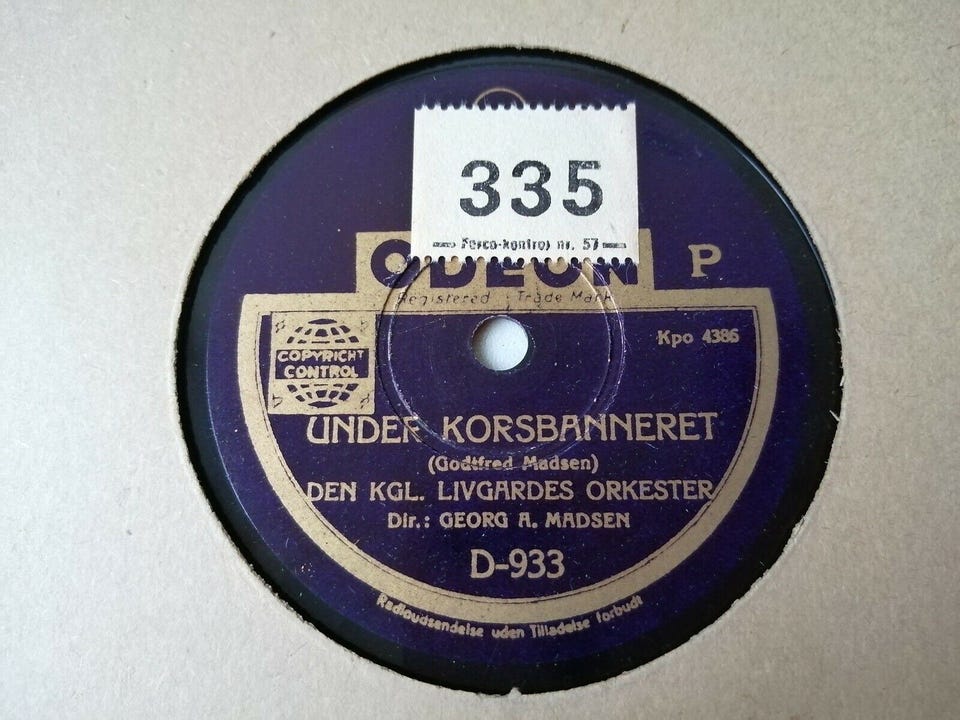 335
Ferco-kontrol nr. 57
ODEON P
Registered Trade Mark
Kpo 4386
COPYRIGHT
CONTROL
UNDER KORSBANNERET
(Godtfred Madsen)
DEN KGL. LIVGARDES ORKESTER
Dir.: GEORG A. MADSEN
D-933
Radioudsendelse uden Tilladelse forbudt